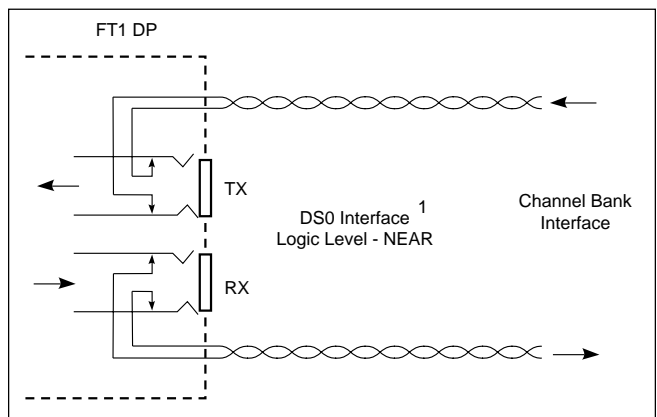 FT1 DP
TX
DS0 Interface 1
Logic Level - NEAR
Channel Bank
Interface
RX